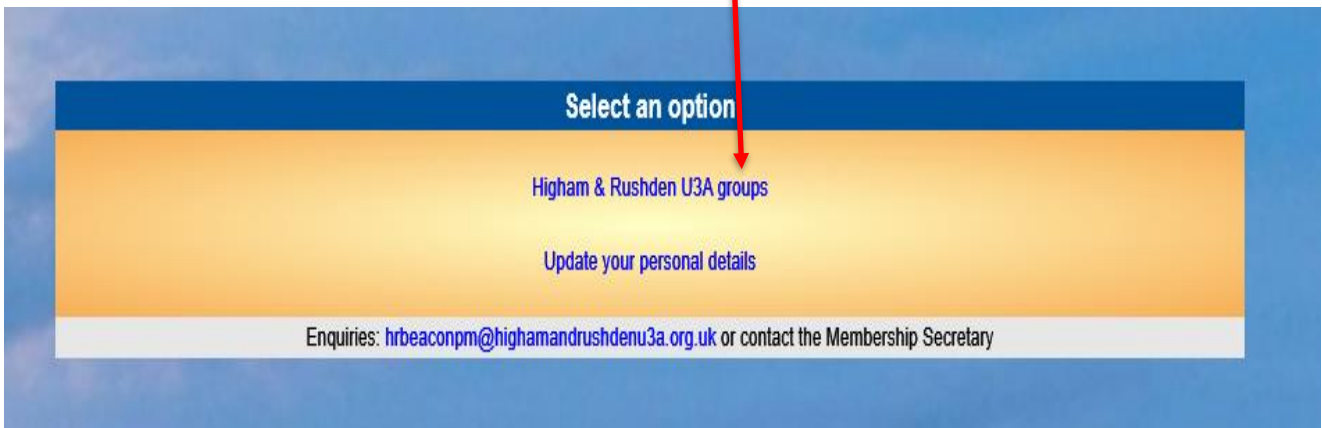 Select an option
Higham & Rushden U3A groups
Update your personal details
Enquiries: hrbeaconpm@highamandrushdenu3a.org.uk or contact the Membership Secretary